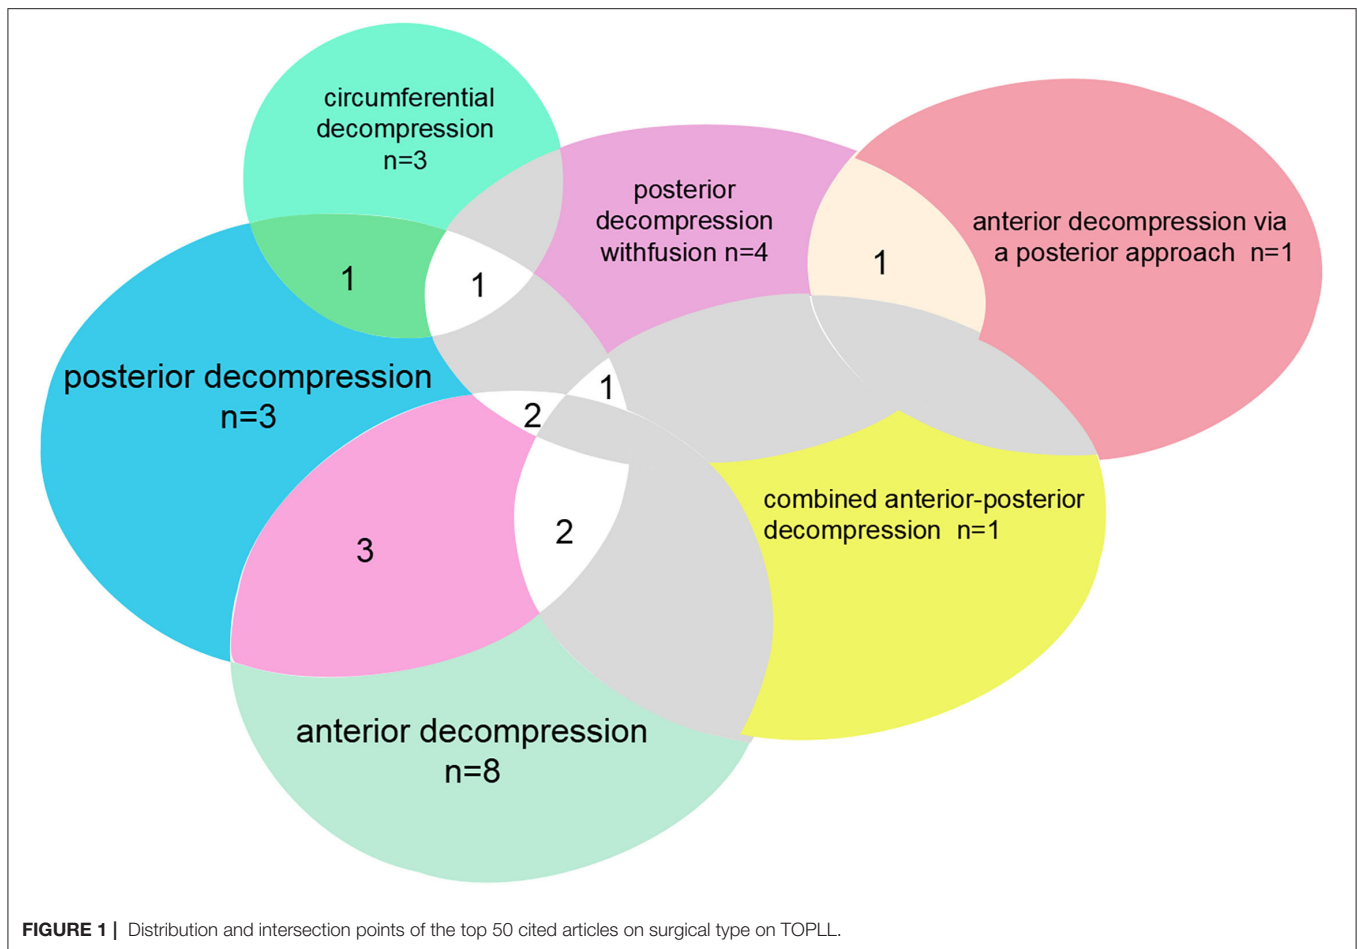 circumferential
decompression
n=3
posterior
decompression
withfusion n=4
anterior decompression via
a posterior approach n=1
1
1
1
posterior decompression
n=3
1
2
combined anterior-posterior
decompression n=1
3
2
anterior decompression
n=8
FIGURE 1 | Distribution and intersection points of the top 50 cited articles on surgical type on TOPLL.